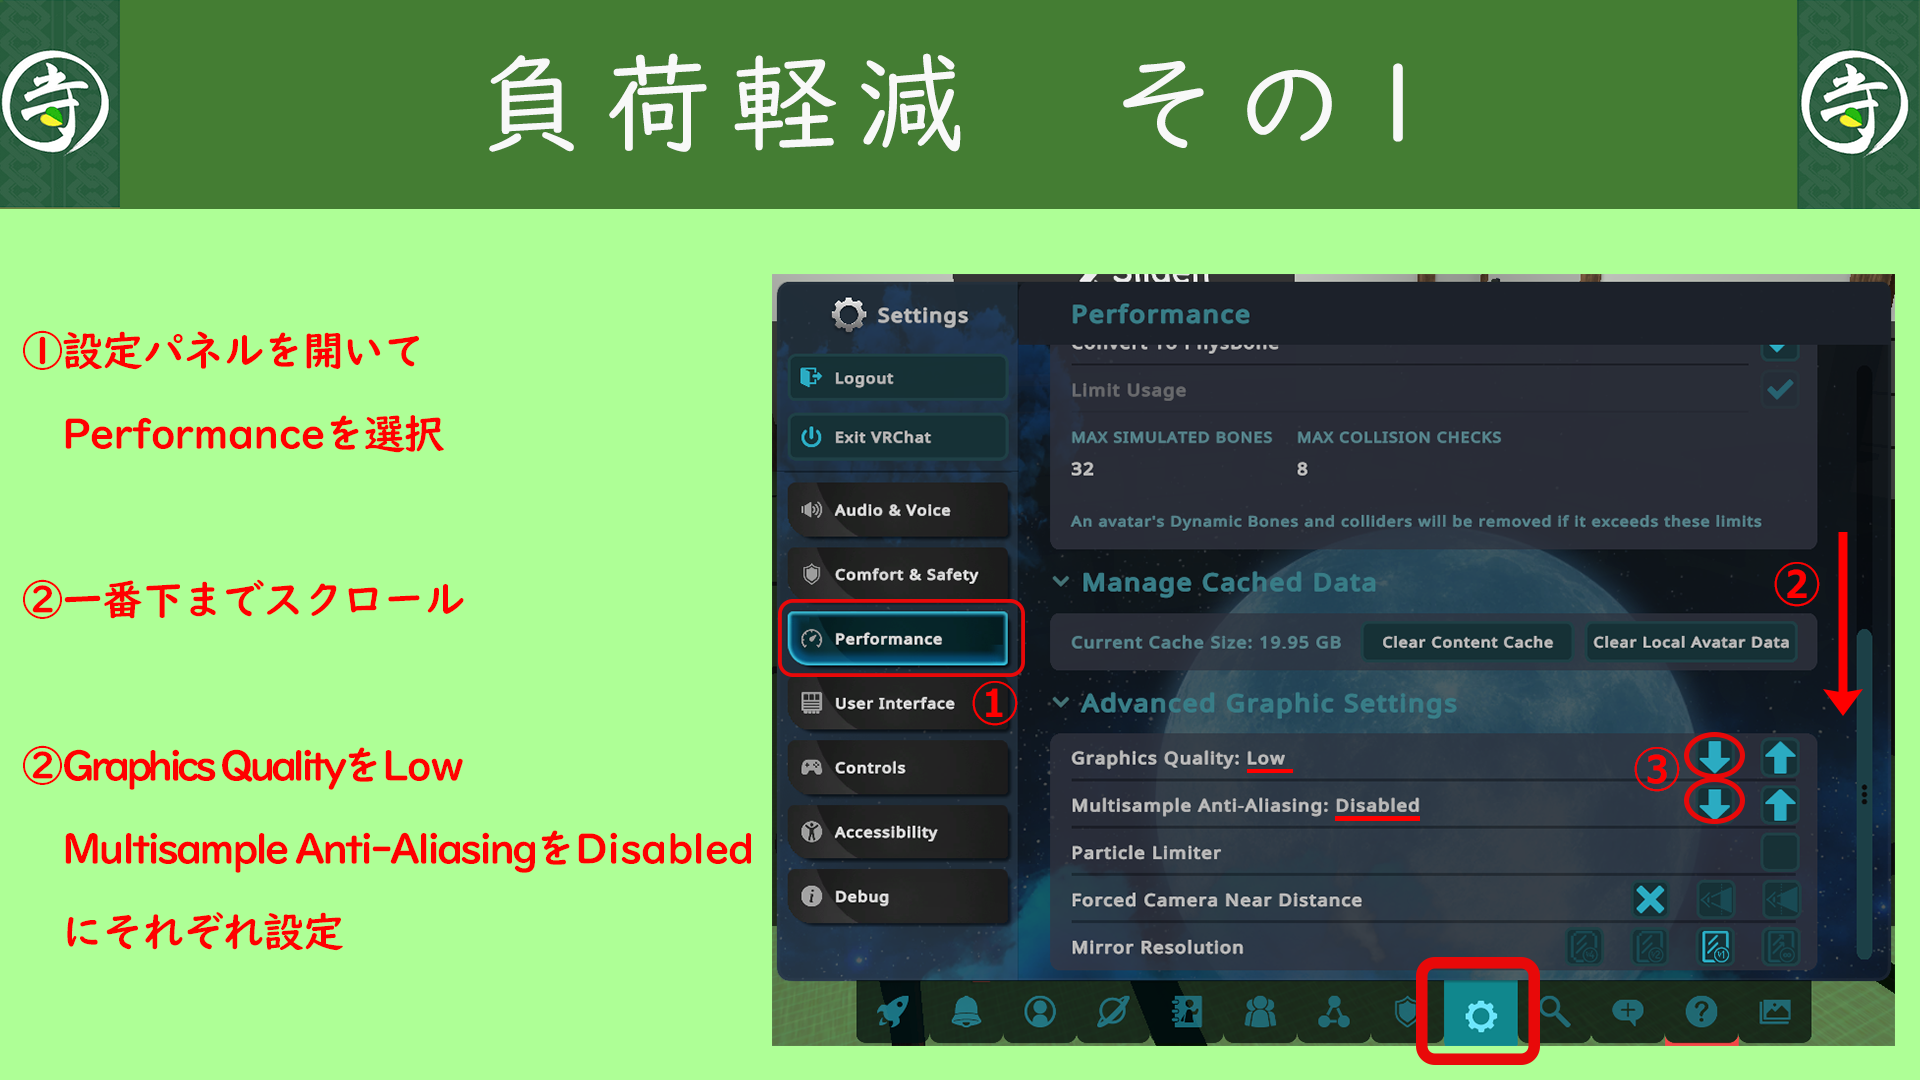 寺
負荷軽減 その1
寺
①設定パネルを開いて
Performanceを選択
②一番下までスクロール
②Graphics QualityをLow
Multisample Anti-AliasingをDisabled
にそれぞれ設定
Settings
Logout
Exit VRChat
Audio & Voice
Comfort & Safety
Performance
User Interface
①
Controls
Accessibility
Debug
Performance
Convert To PhysBone
Limit Usage
MAX SIMULATED BONES MAX COLLISION CHECKS
32 8
An avatar's Dynamic Bones and colliders will be removed if it exceeds these limits
Manage Cached Data
②
Current Cache Size: 19.95 GB Clear Content Cache Clear Local Avatar Data
Advanced Graphic Settings
Graphics Quality: Low
③
Multisample Anti-Aliasing: Disabled
Particle Limiter
Forced Camera Near Distance
Mirror Resolution